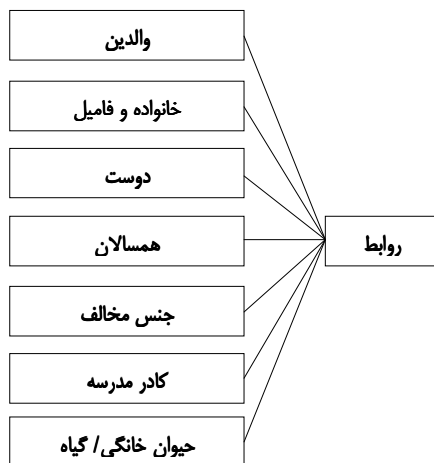 والدین
خانواده و فامیل
دوست
همسالان
روابط
جنس مخالف
کادر مدرسه
حیوان خانگی/ گیاه